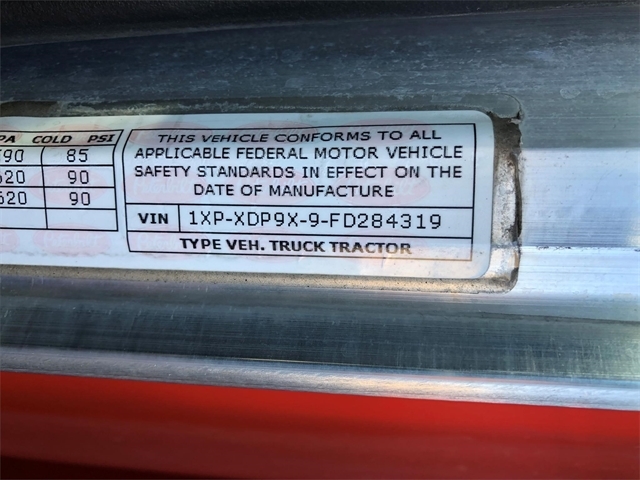 PA COLD PSI
90 85
620 90
620 90
THIS VEHICLE CONFORMS TO ALL
APPLICABLE FEDERAL MOTOR VEHICLE
SAFETY STANDARDS IN EFFECT ON THE
DATE OF MANUFACTURE
VIN 1XP-XDP9X-9-FD284319
TYPE VEH. TRUCK TRACTOR